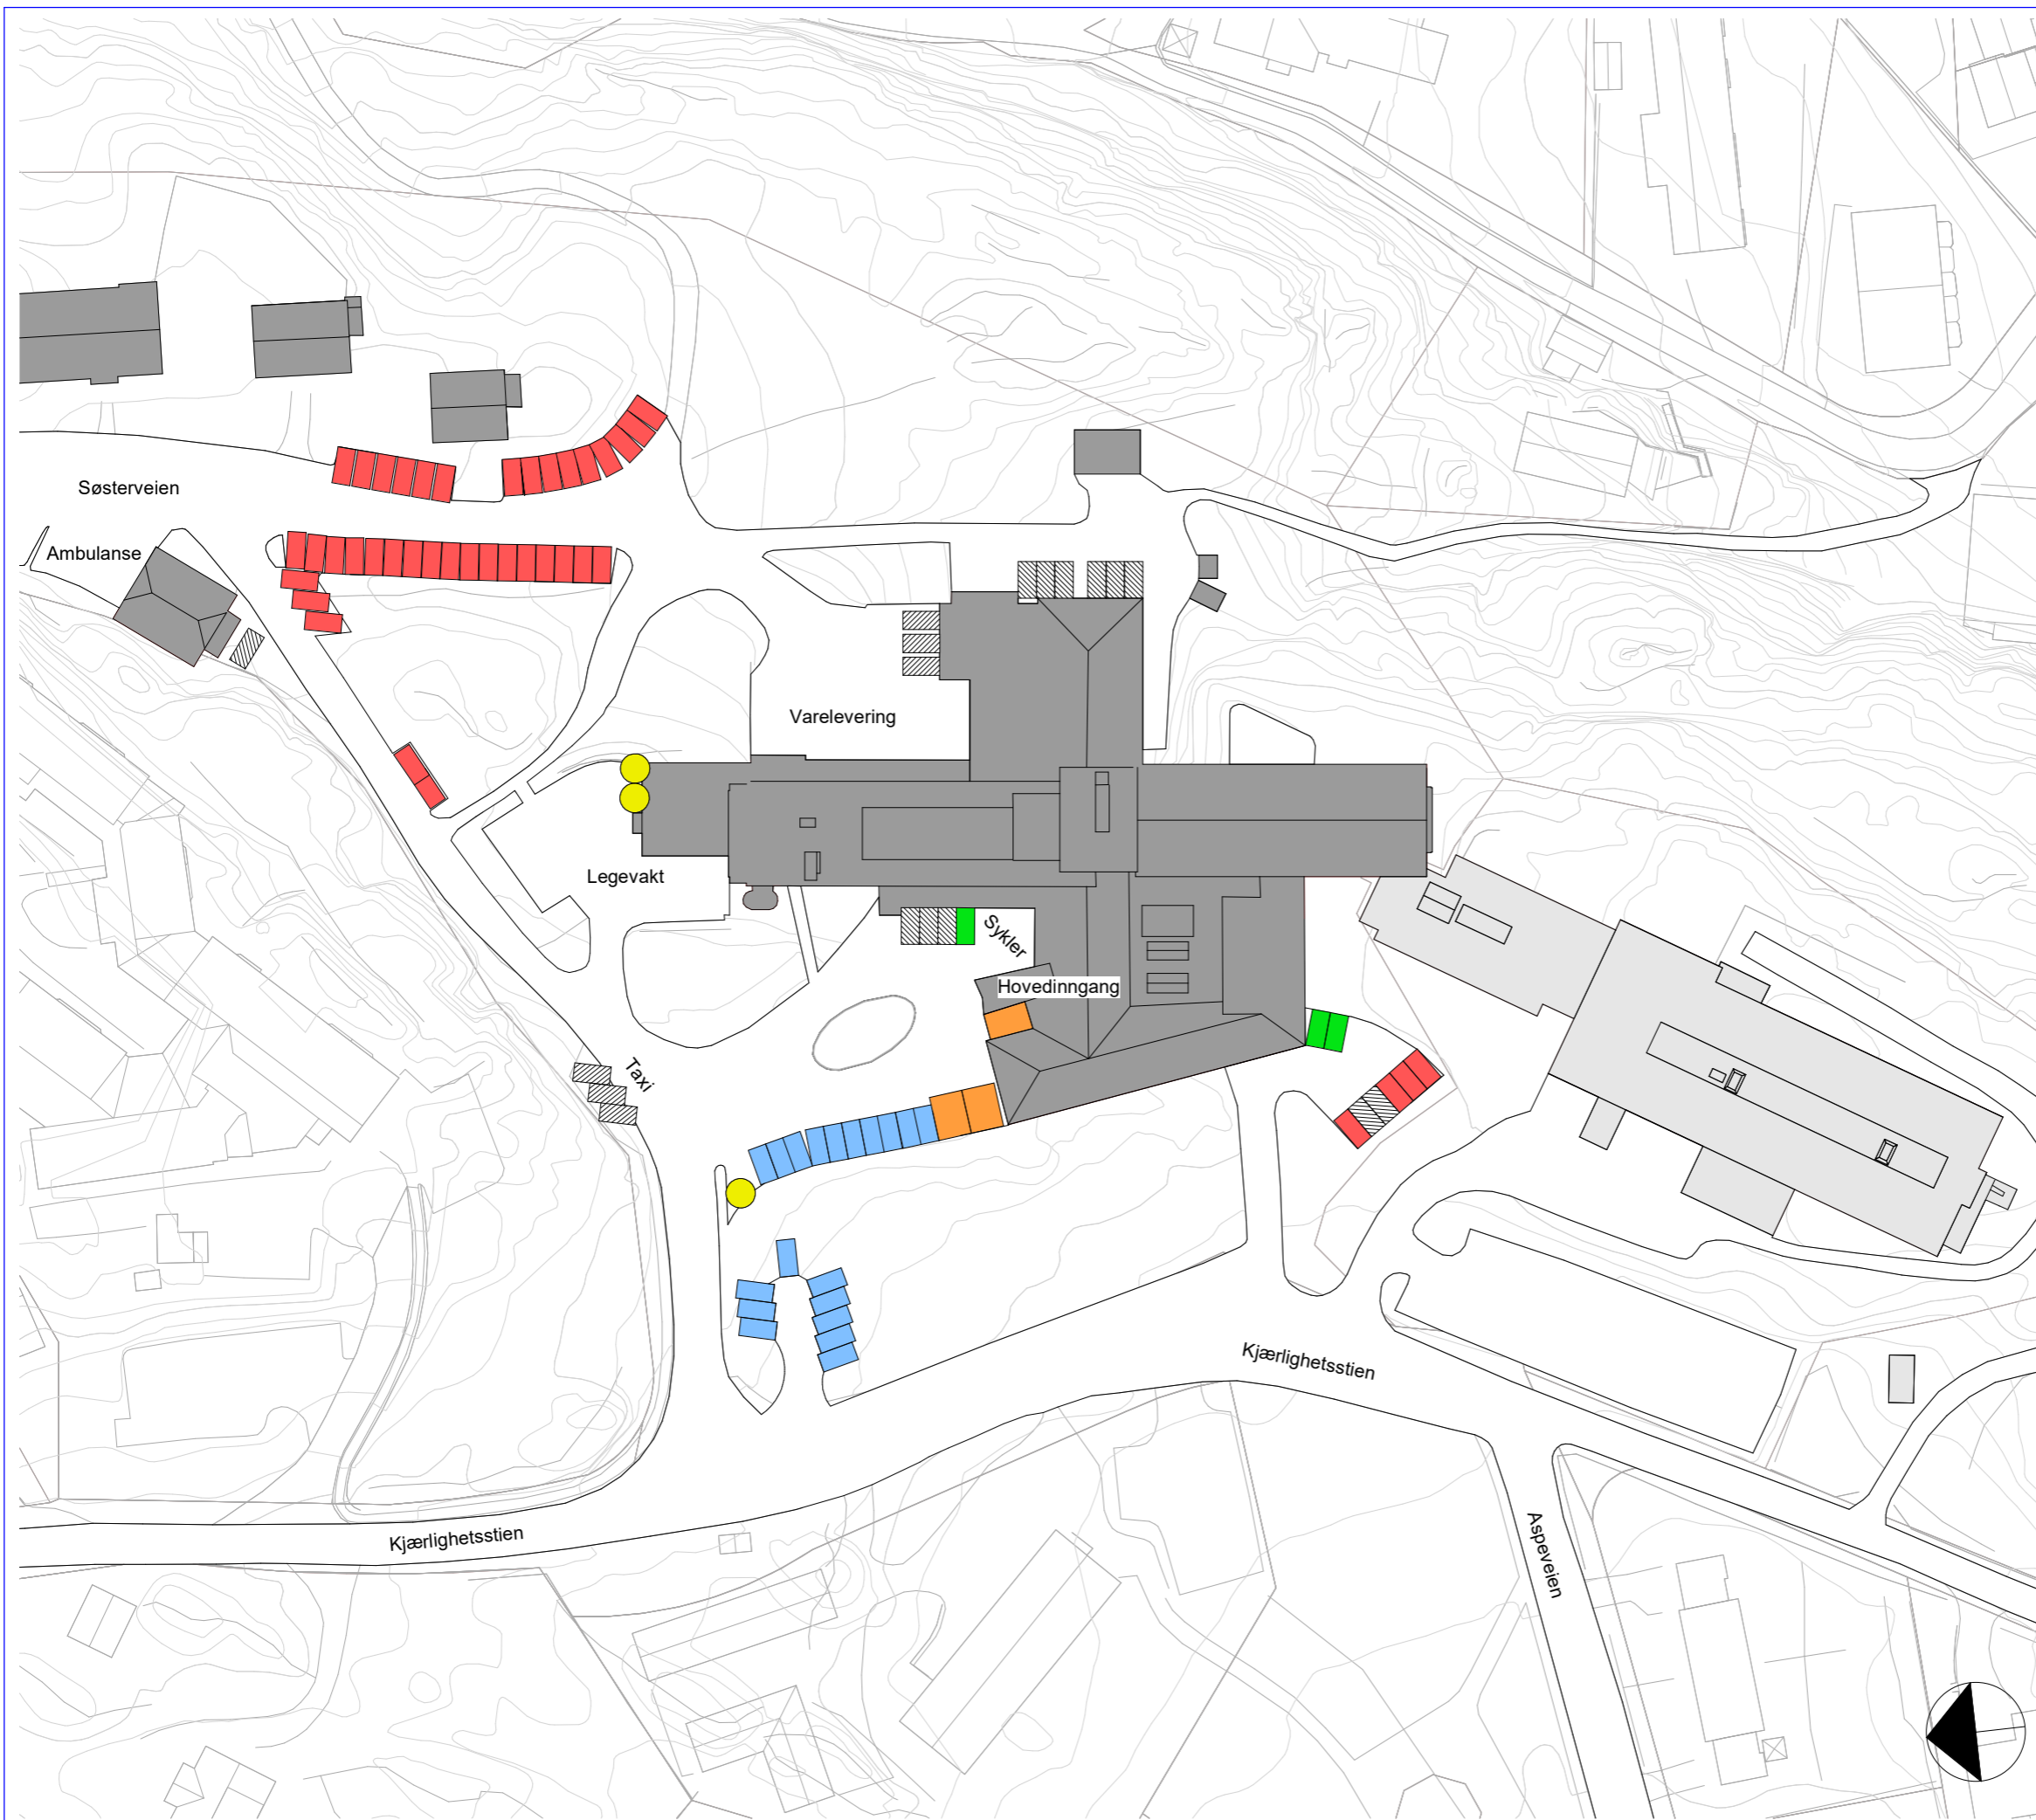 Søsterveien
Ambulanse
Varelevering
Legevakt
Sykler
Hovedinngang
Taxi
Kjærlighetsstien
Kjærlighetsstien
Aspeveien